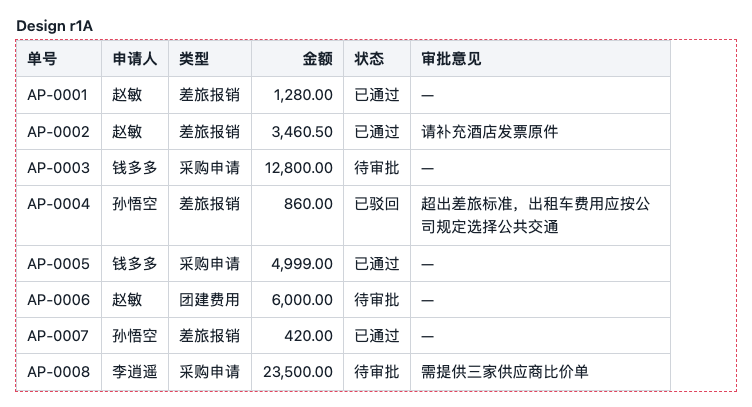 Design r1A
单号 申请人 类型 金额 状态 审批意见
AP-0001 赵敏 差旅报销 1,280.00 已通过 —
AP-0002 赵敏 差旅报销 3,460.50 已通过 请补充酒店发票原件
AP-0003 钱多多 采购申请 12,800.00 待审批 —
AP-0004 孙悟空 差旅报销 860.00 已驳回 超出差旅标准，出租车费用应按公
司规定选择公共交通
AP-0005 钱多多 采购申请 4,999.00 已通过 —
AP-0006 赵敏 团建费用 6,000.00 待审批 —
AP-0007 孙悟空 差旅报销 420.00 已通过 —
AP-0008 李逍遥 采购申请 23,500.00 待审批 需提供三家供应商比价单